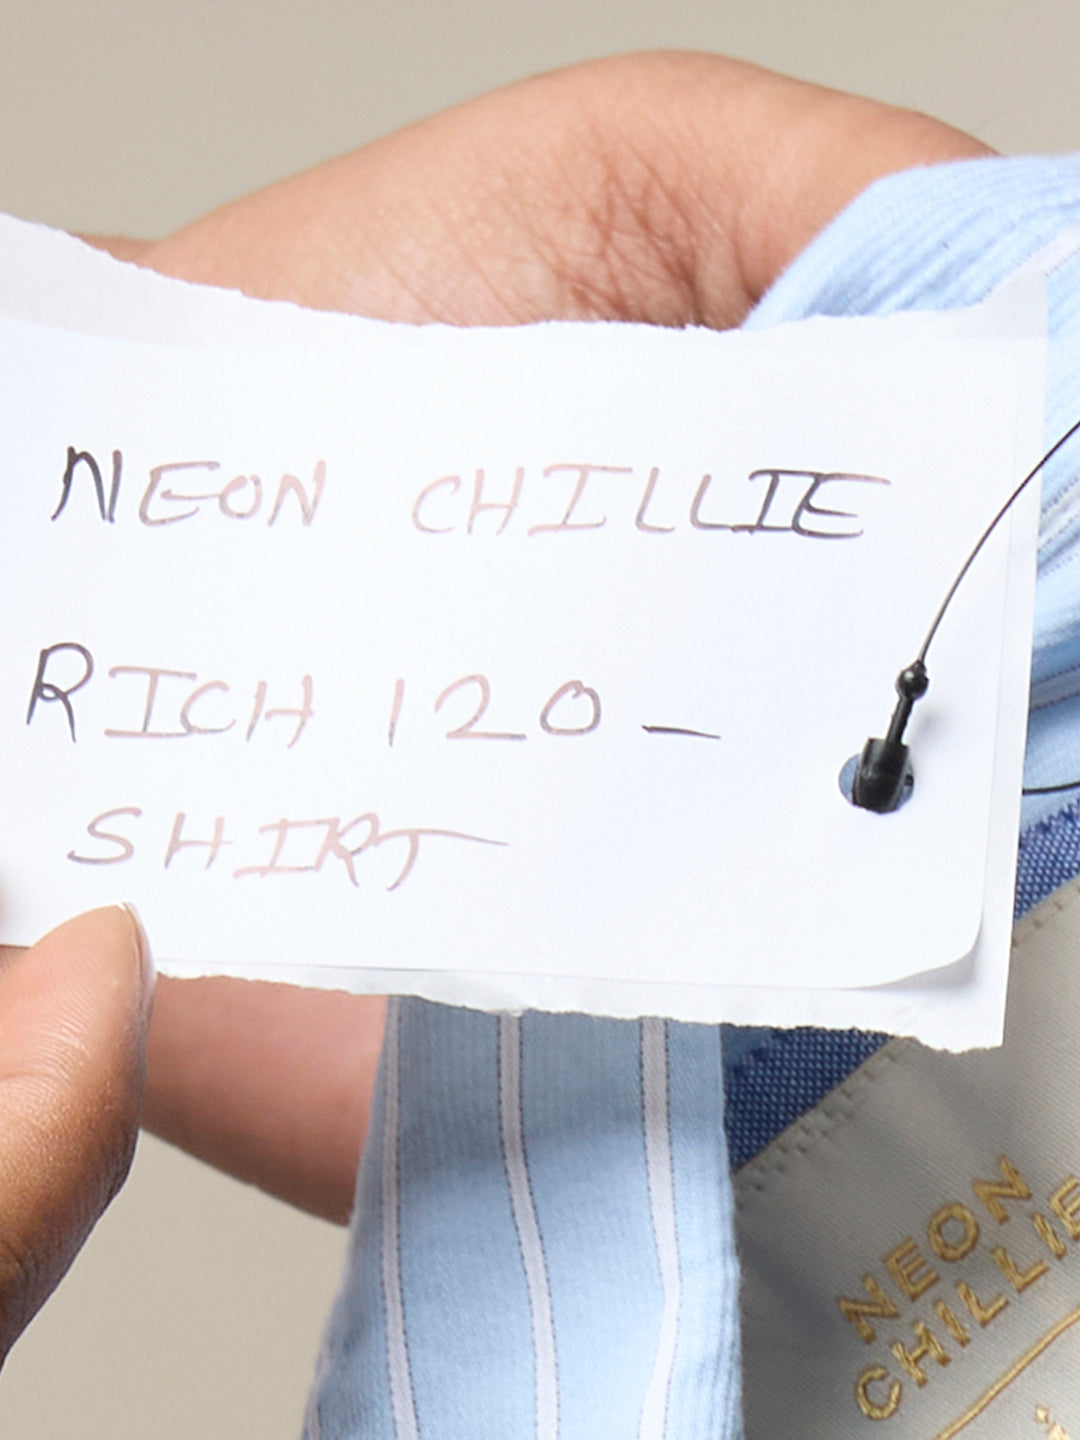 NEON CHILLIE
RICH 120 -
SHIRT
NEON
CHILLIE